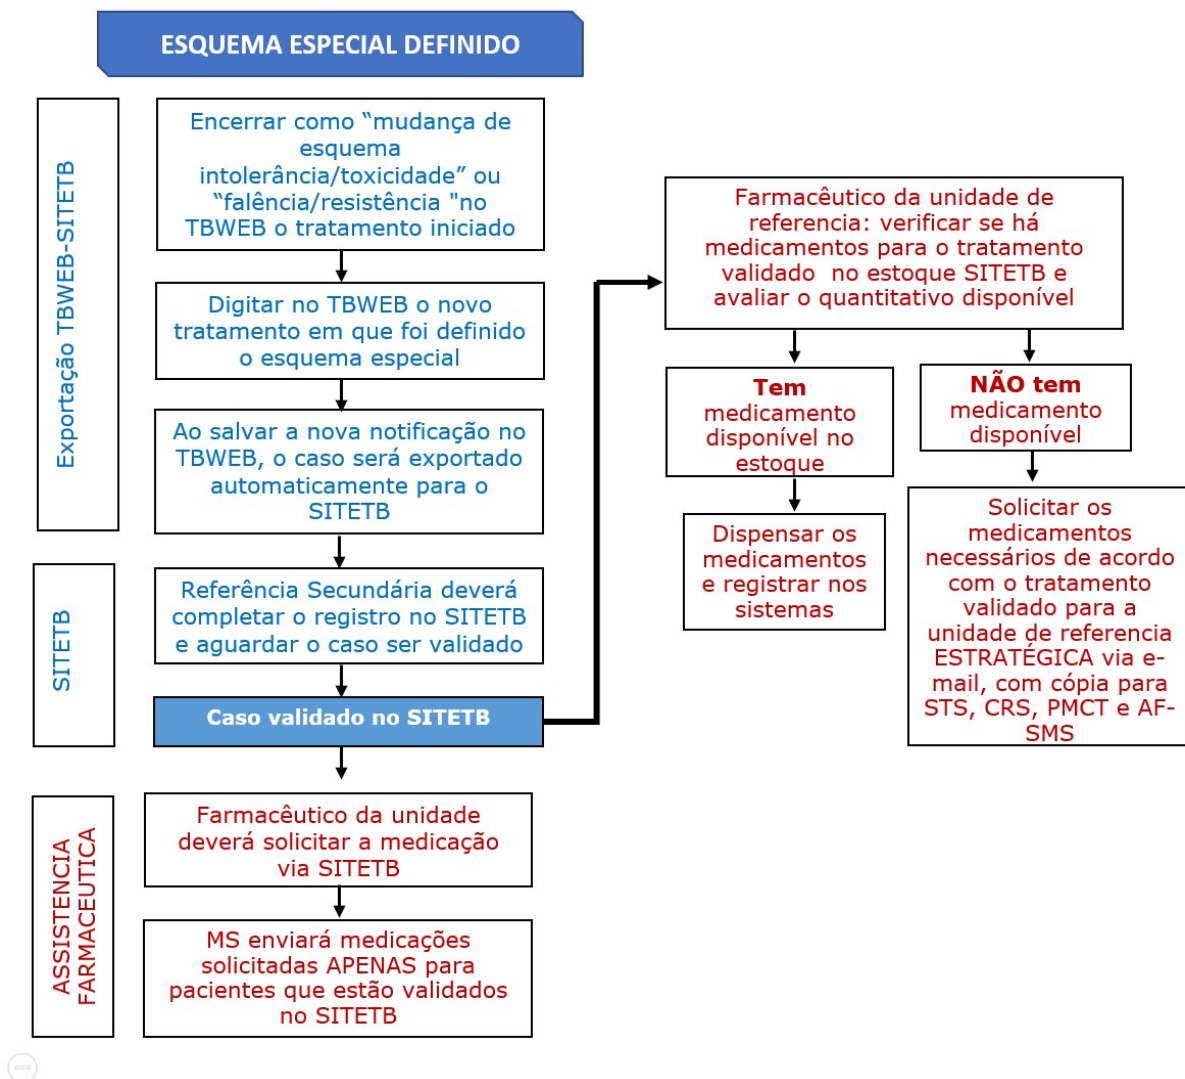 ESQUEMA ESPECIAL DEFINIDO
Exportação TBWEB-SITETB
Encerrar como “mudança de
esquema
intolerância/toxicidade” ou
“falência/resistência "no
TBWEB o tratamento iniciado
Digitar no TBWEB o novo
tratamento em que foi definido
o esquema especial
Ao salvar a nova notificação no
TBWEB, o caso será exportado
automaticamente para o
SITETB
SITETB
Referência Secundária deverá
completar o registro no SITETB
e aguardar o caso ser validado
Caso validado no SITETB
ASSISTENCIA
FARMACEUTICA
Farmacêutico da unidade
deverá solicitar a medicação
via SITETB
MS enviará medicações
solicitadas APENAS para
pacientes que estão validados
no SITETB
Farmacêutico da unidade de
referencia: verificar se há
medicamentos para o tratamento
validado no estoque SITETB e
avaliar o quantitativo disponível
Tem
medicamento
disponível no
estoque
Dispensar os
medicamentos
e registrar nos
sistemas
NÃO tem
medicamento
disponível
Solicitar os
medicamentos
necessários de acordo
com o tratamento
validado para a
unidade de referencia
ESTRATÉGICA via e-
mail, com cópia para
STS, CRS, PMCT e AF-
SMS